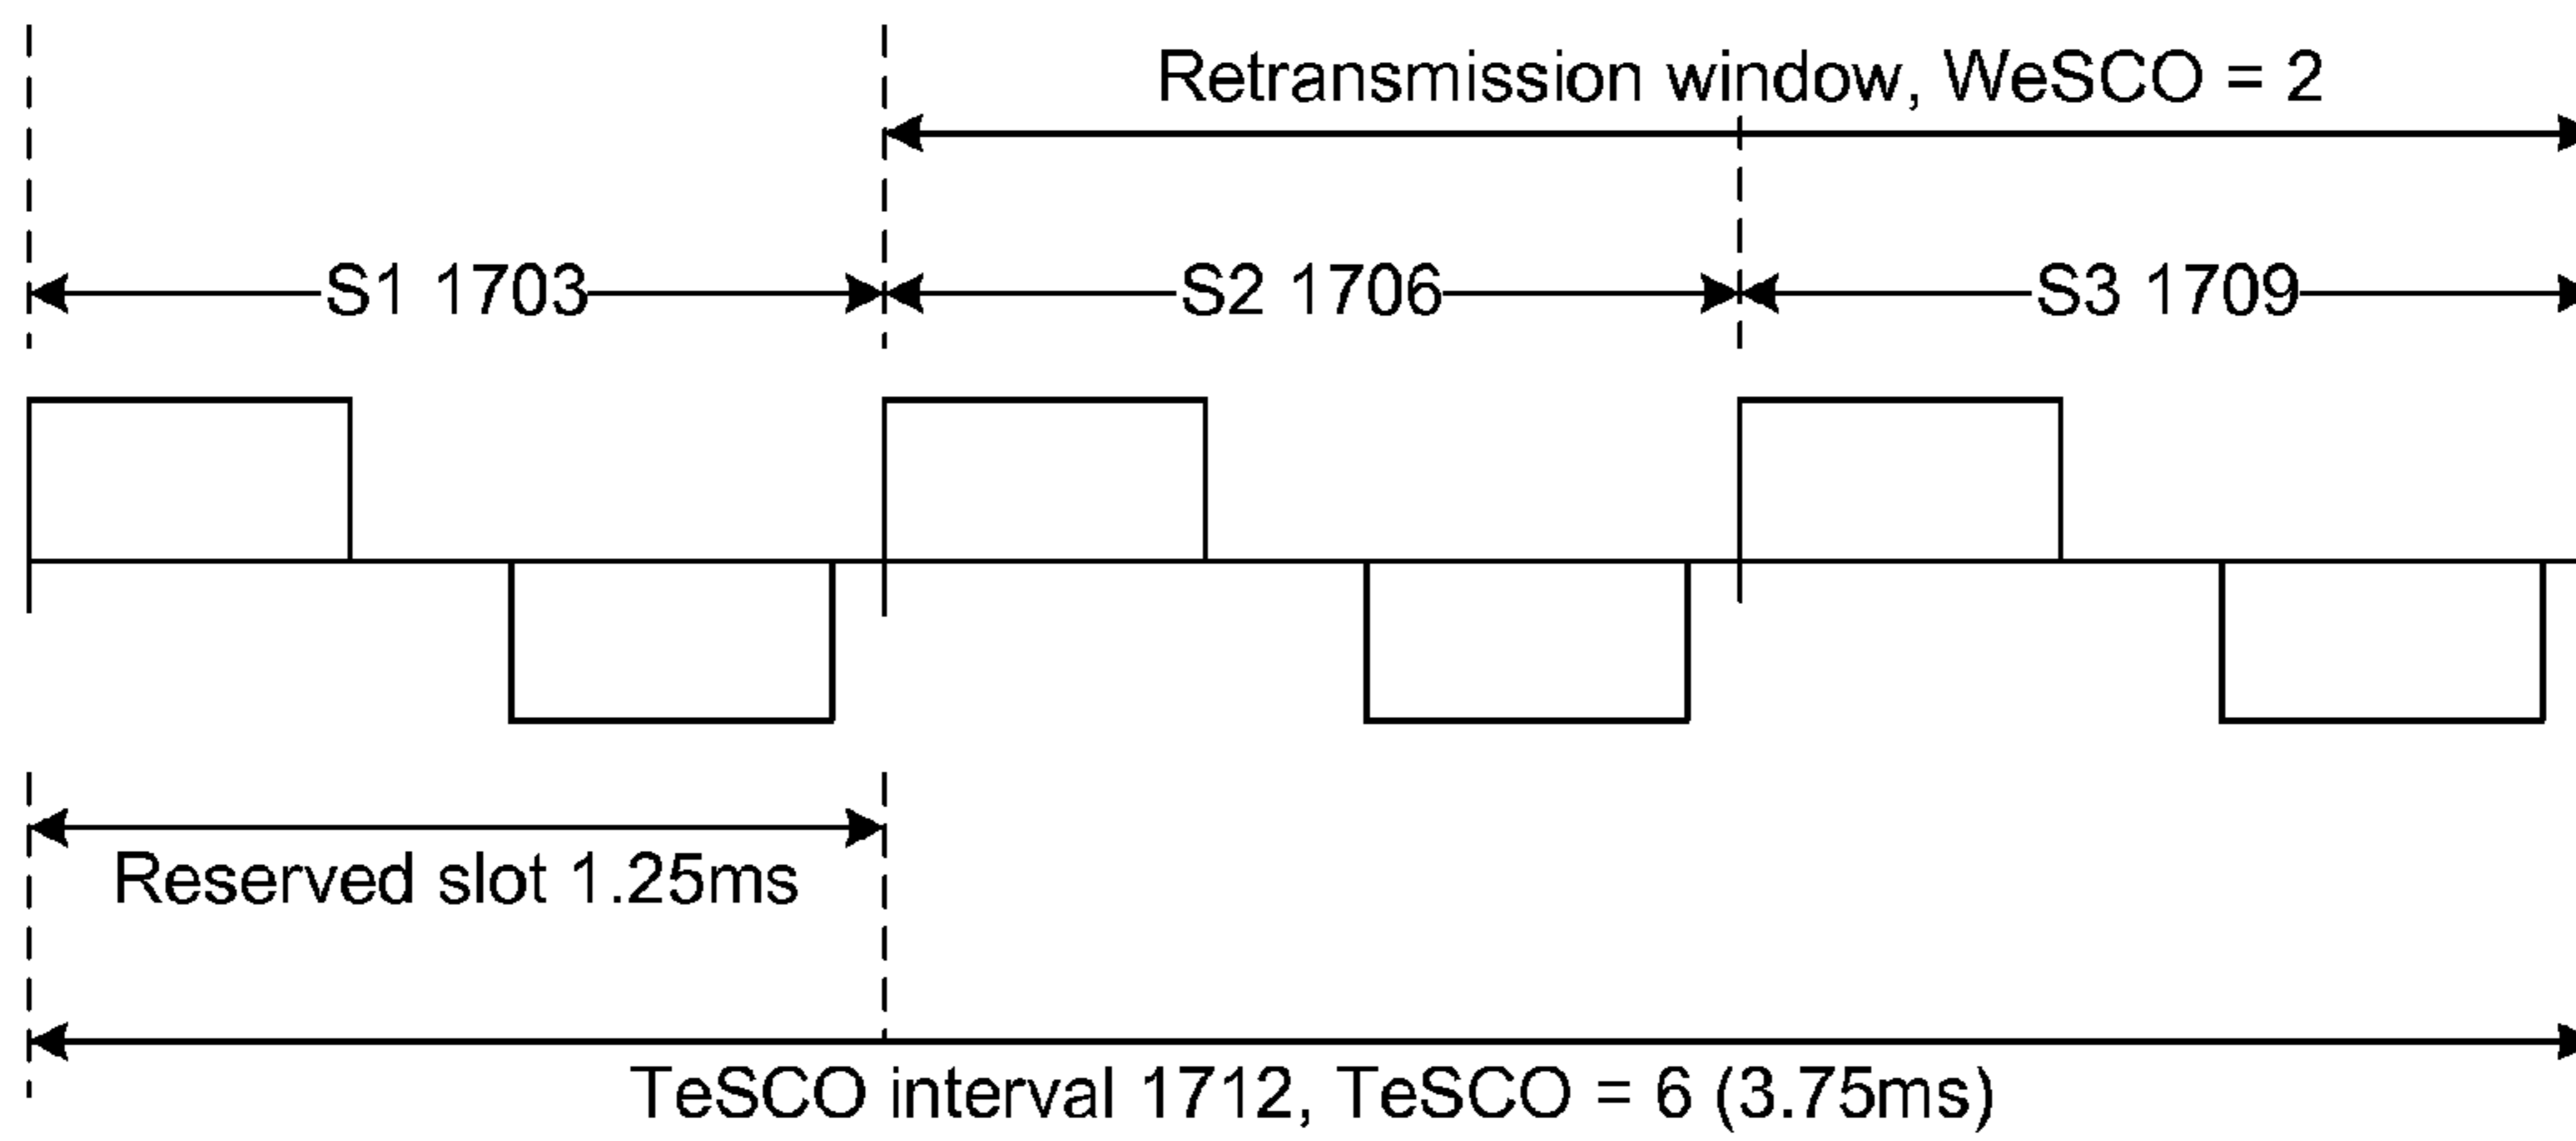 Retransmission window, WeSCO = 2
S1 1703
S2 1706
S3 1709
Reserved slot 1.25ms
TeSCO interval 1712, TeSCO = 6 (3.75ms)